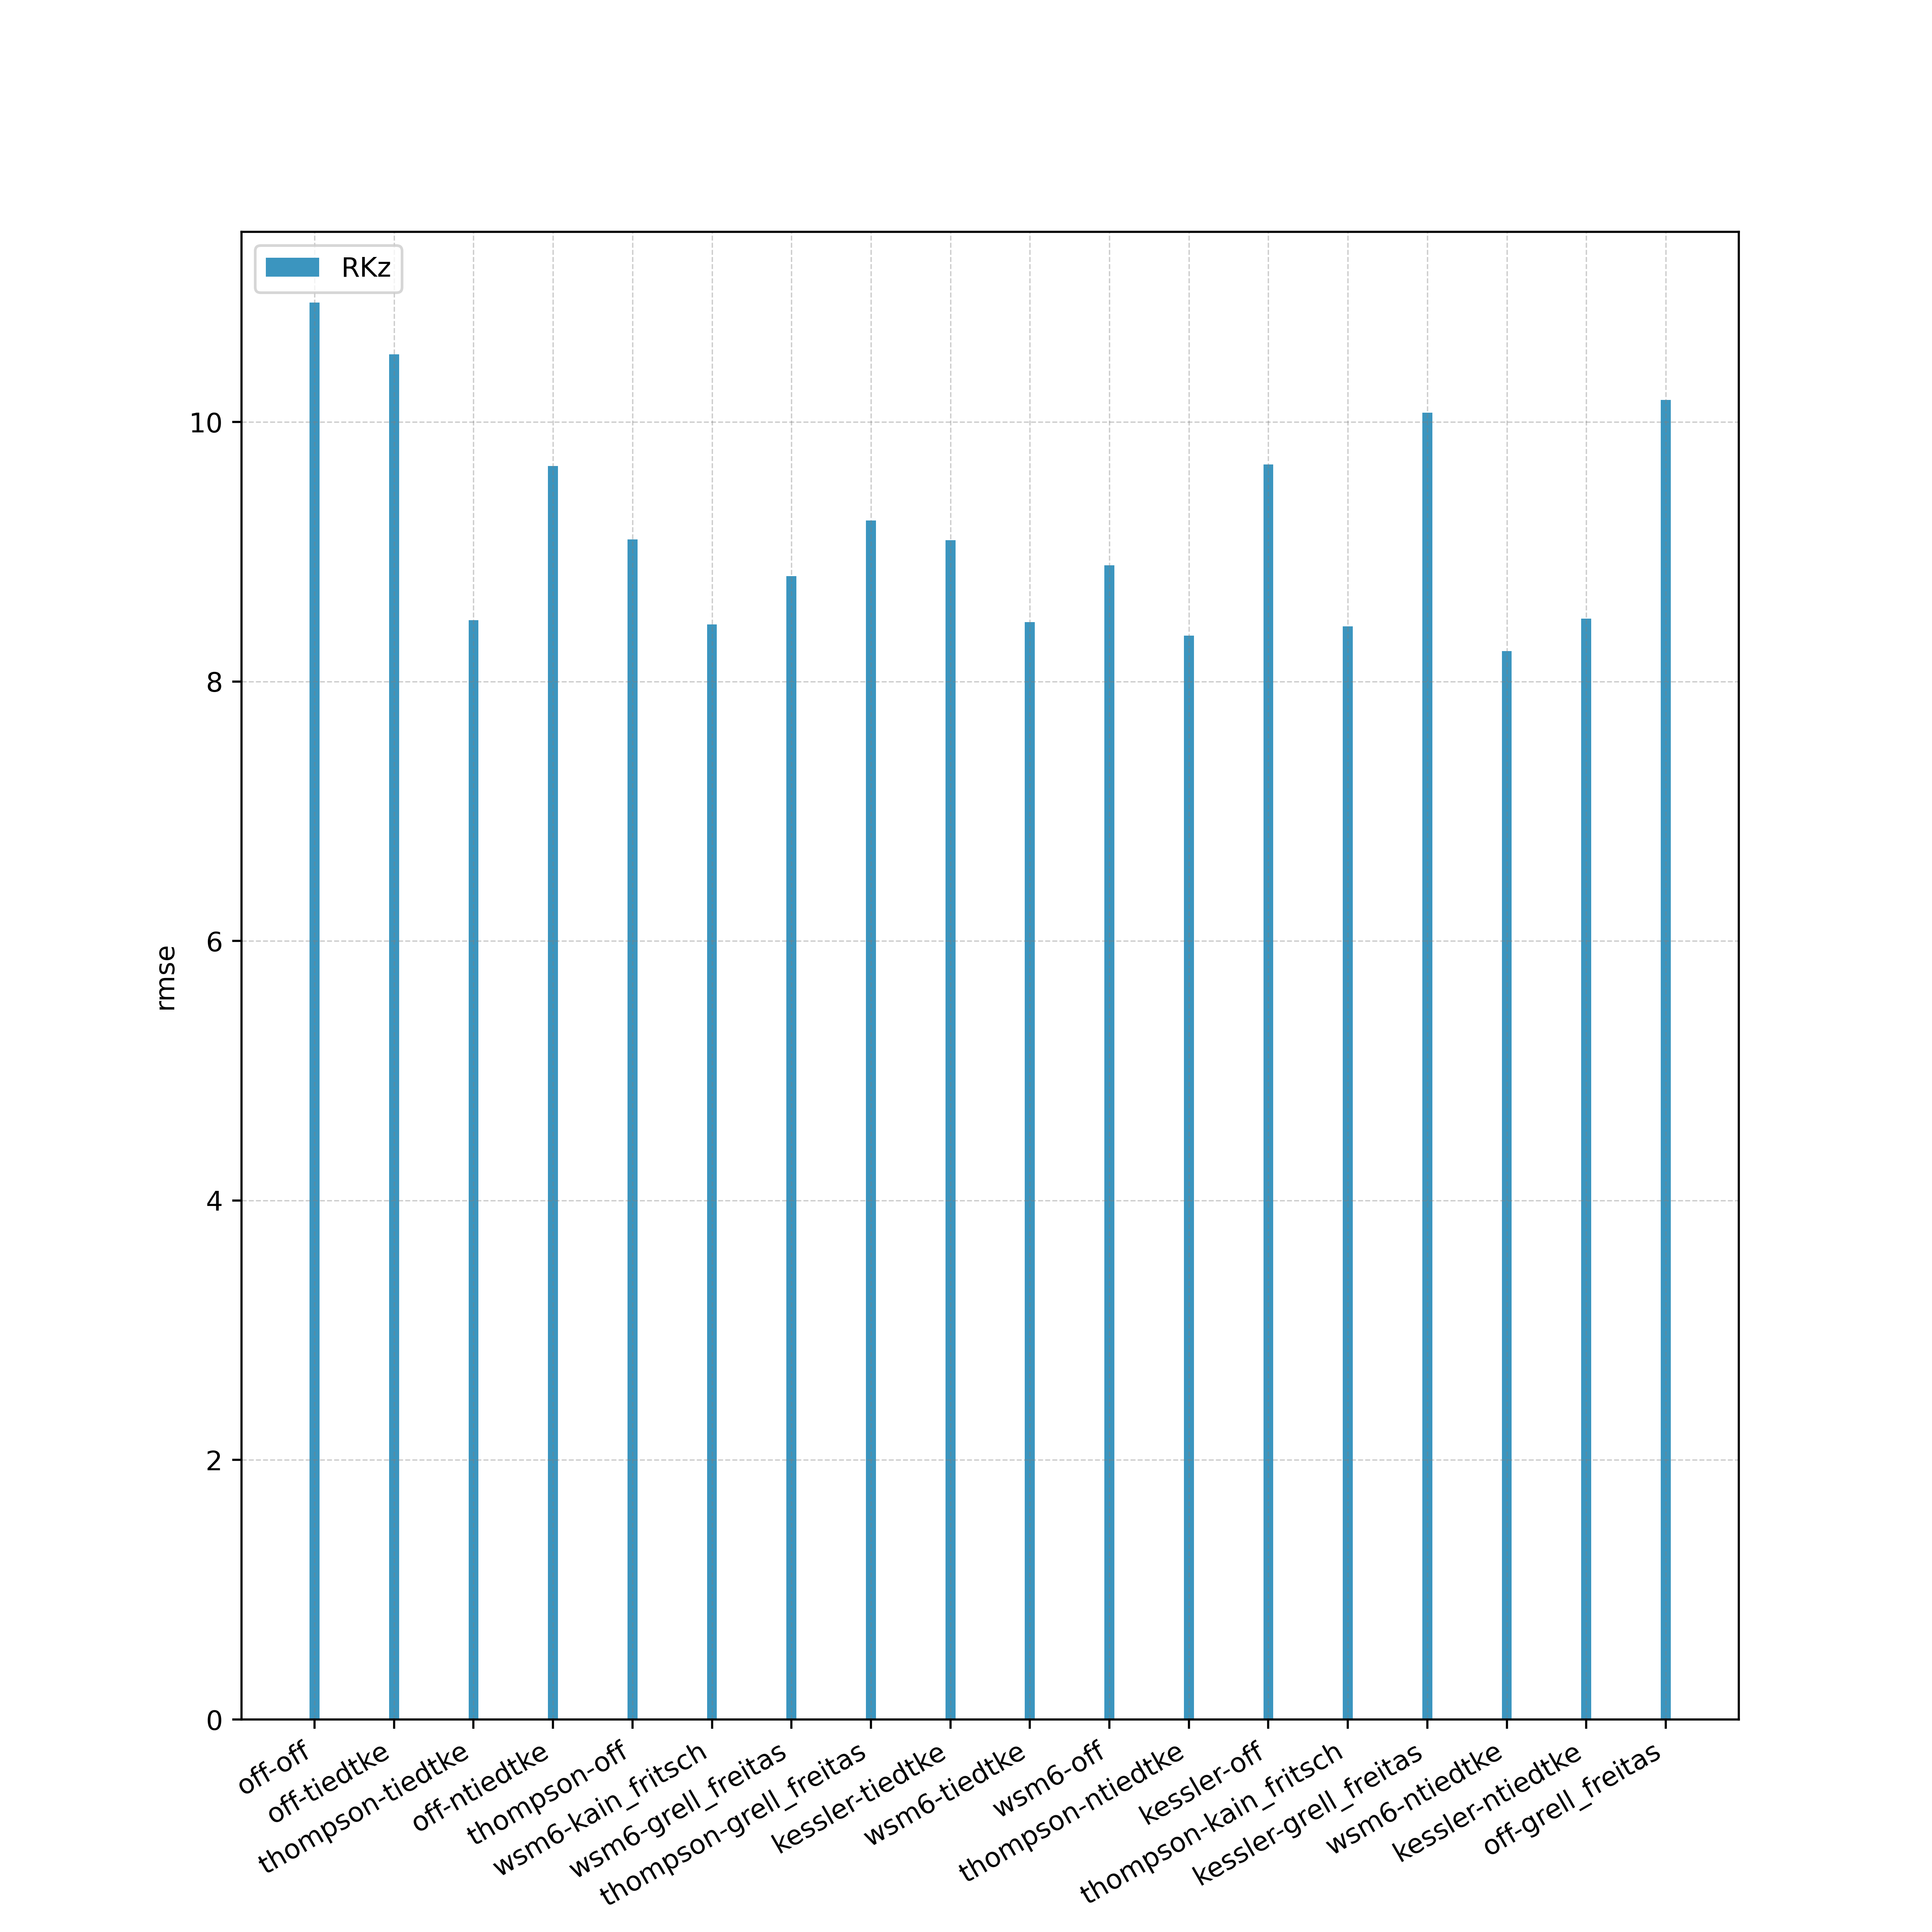 RKz
10
8
6
4
2
0
rmse
off-off
off-tiedtke
thompson-tiedtke
off-ntiedtke
thompson-off
wsm6-kain_fritsch
wsm6-grell_freitas
thompson-grell_freitas
kessler-tiedtke
wsm6-tiedtke
wsm6-off
thompson-ntiedtke
kessler-off
thompson-kain_fritsch
kessler-grell_freitas
wsm6-ntiedtke
kessler-ntiedtke
off-grell_freitas